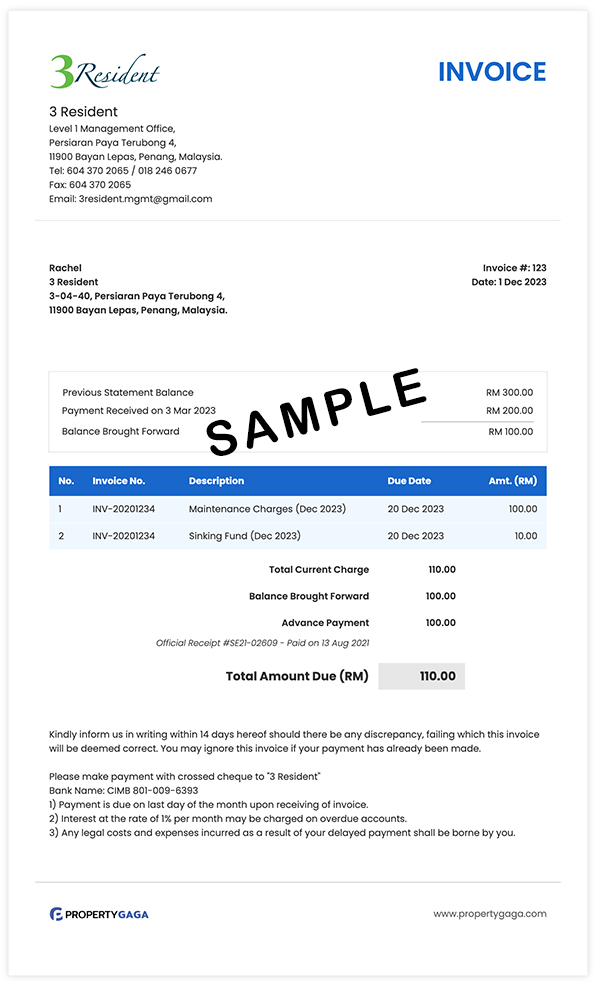 3 Resident
INVOICE
3 Resident
Level 1 Management Office,
Persiaran Paya Terubong 4,
11900 Bayan Lepas, Penang, Malaysia.
Tel: 604 370 2065 / 018 246 0677
Fax: 604 370 2065
Email: 3resident.mgmt@gmail.com
Rachel
3 Resident
3-04-40, Persiaran Paya Terubong 4,
11900 Bayan Lepas, Penang, Malaysia.
Invoice #: 123
Date: 1 Dec 2023
Previous Statement Balance RM 300.00
Payment Received on 3 Mar 2023 RM 200.00
Balance Brought Forward RM 100.00
SAMPLE
No. Invoice No. Description Due Date Amt. (RM)
1 INV-20201234 Maintenance Charges (Dec 2023) 20 Dec 2023 100.00
2 INV-20201234 Sinking Fund (Dec 2023) 20 Dec 2023 10.00
Total Current Charge 110.00
Balance Brought Forward 100.00
Advance Payment 100.00
Official Receipt #SE21-02609 - Paid on 13 Aug 2021
Total Amount Due (RM) 110.00
Kindly inform us in writing within 14 days hereof should there be any discrepancy, failing which this invoice
will be deemed correct. You may ignore this invoice if your payment has already been made.
Please make payment with crossed cheque to "3 Resident"
Bank Name: CIMB 801-009-6393
1) Payment is due on last day of the month upon receiving of invoice.
2) Interest at the rate of 1% per month may be charged on overdue accounts.
3) Any legal costs and expenses incurred as a result of your delayed payment shall be borne by you.
PROPERTYGAGA
www.propertygaga.com